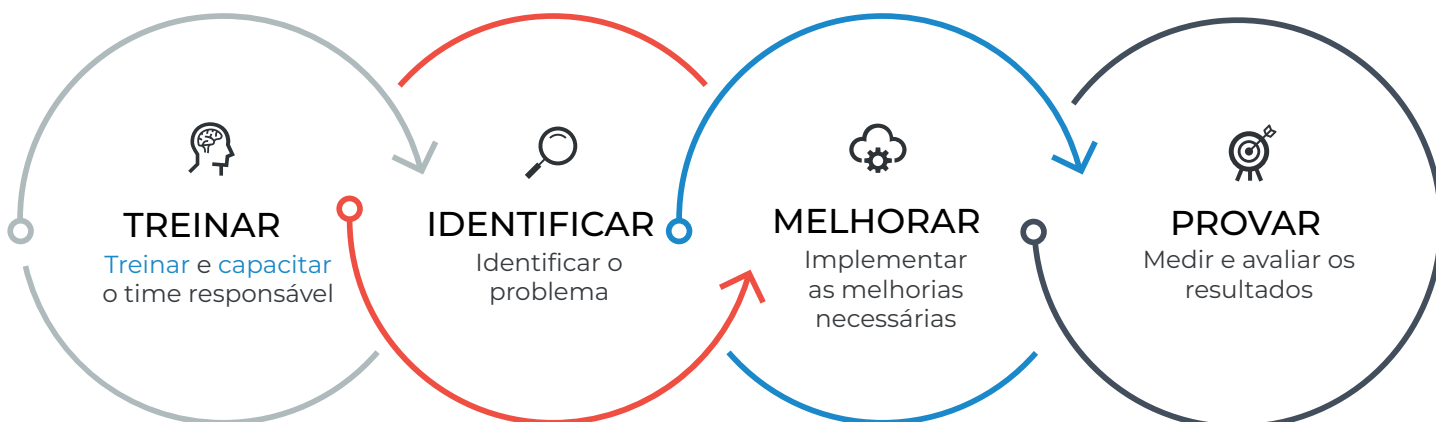 TREINAR
Treinar e capacitar
o time responsável
IDENTIFICAR
Identificar o
problema
MELHORAR
Implementar
as melhorias
necessárias
PROVAR
Medir e avaliar os
resultados